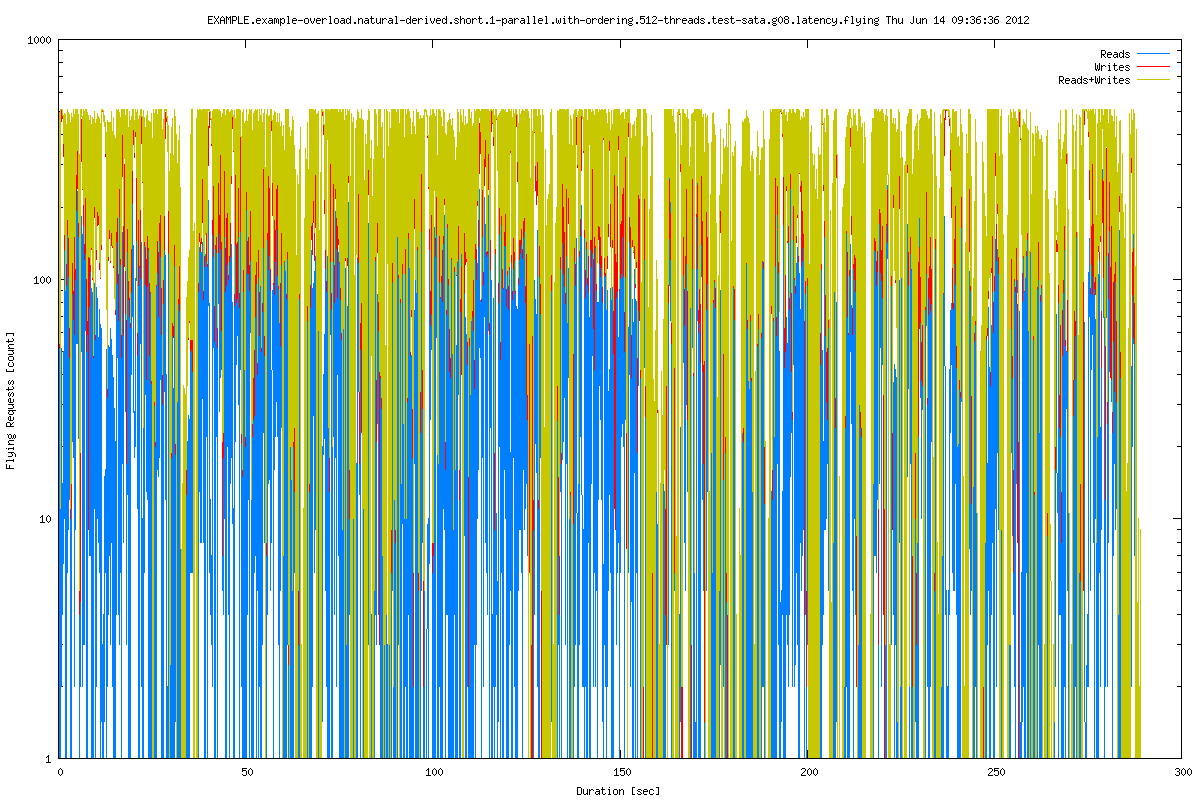 EXAMPLE.example-overload.natural-derived.short.1-parallel.with-ordering.512-threads.test-sata.g08.latency.flying Thu Jun 14 09:36:36 2012
1000
Reads
Writes
Reads+Writes
100
Flying Requests [count]
10
1
0 50 100 150 200 250 300
Duration [sec]